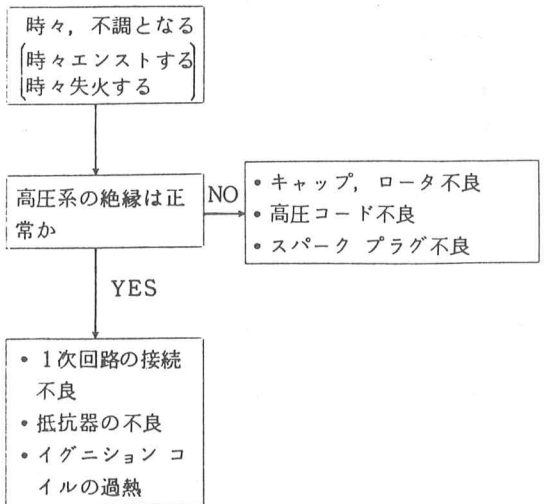 時々，不調となる
時々エンストする
時々失火する
高圧系の絶縁は正
常か
NO
• キャップ，ロータ不良
• 高圧コード不良
• スパーク プラグ不良
YES
• 1次回路の接続
不良
• 抵抗器の不良
• イグニション コ
イルの過熱